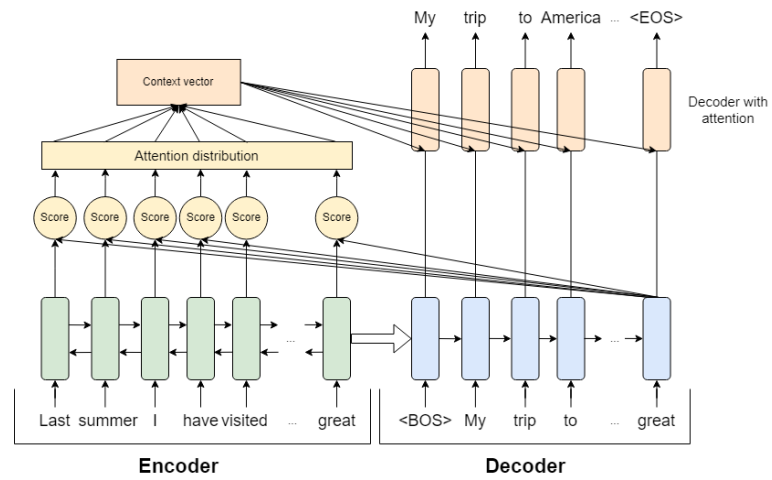 My trip to America ... <EOS>
Context vector
Decoder with
attention
Attention distribution
Score Score Score Score Score Score
... ...
Last summer I have visited ... great <BOS> My trip to ... great
Encoder Decoder